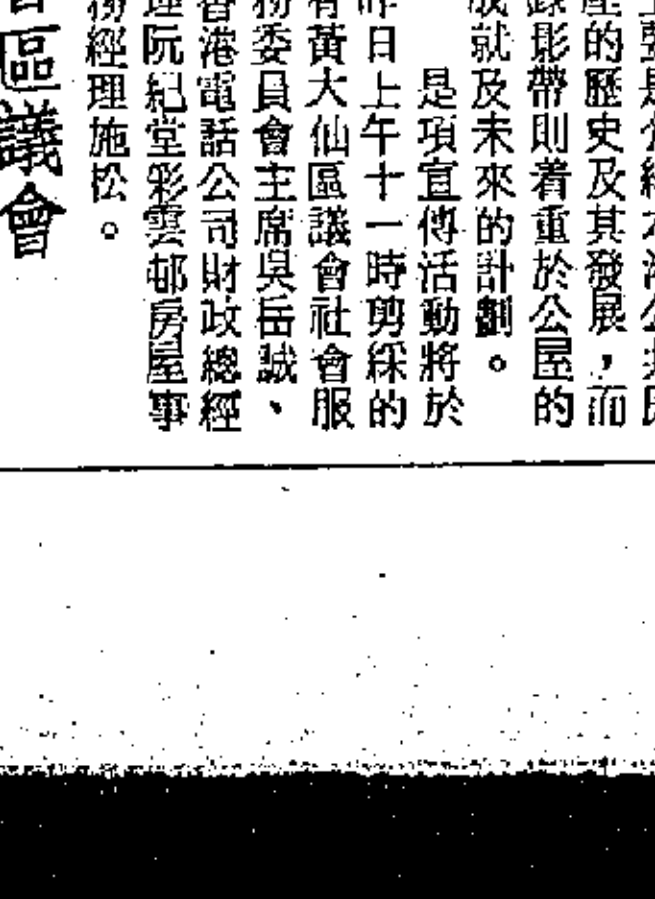 的歷史及其發展，而
錄影帶則着重於公屋的
成就及未來的計劃。
是項宣傳活動將於
昨日上午十一時剪綵的
有黃大仙區議會社會服
務委員會主席吳岳誠、
香港電話公司財政總經
理阮紀堂彩雲邨房屋事
務經理施松。
區議會